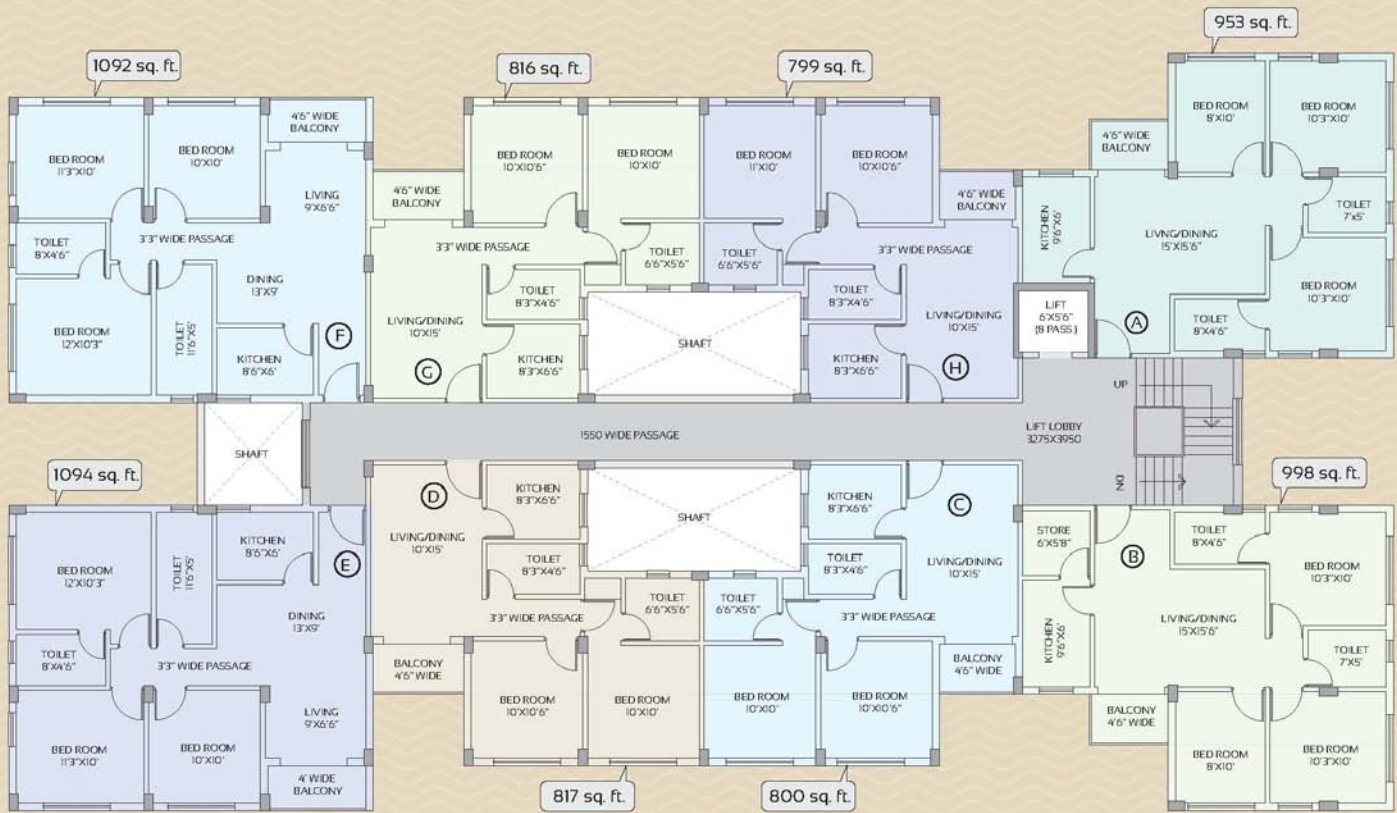 1092 sq. ft.
BED ROOM
11'3"X10'
BED ROOM
10'X10'
4'6" WIDE
BALCONY
LIVING
9'X6'6"
TOILET
8'X4'6"
3'3" WIDE PASSAGE
DINING
13'X9'
BED ROOM
12'X10'3"
TOILET
11'6"X5'
KITCHEN
8'6"X6'
F
816 sq. ft.
BED ROOM
10'X10'6"
BED ROOM
10'X10'
4'6" WIDE
BALCONY
3'3" WIDE PASSAGE
TOILET
6'6"X5'6"
TOILET
8'3"X4'6"
LIVING/DINING
10'X15'
KITCHEN
8'3"X6'6"
G
799 sq. ft.
BED ROOM
11'X10'
BED ROOM
10'X10'6"
4'6" WIDE
BALCONY
TOILET
6'6"X5'6"
3'3" WIDE PASSAGE
TOILET
8'3"X4'6"
LIVING/DINING
10'X15'
KITCHEN
8'3"X6'6"
H
SHAFT
953 sq. ft.
BED ROOM
8'X10'
BED ROOM
10'3"X10'
4'6" WIDE
BALCONY
KITCHEN
9'6"X6'
LIVNG/DINING
15'X15'6"
TOILET
7'x5'
BED ROOM
10'3"X10'
TOILET
8'X4'6"
A
LIFT
6'X5'6"
(8 PASS.)
UP
LIFT LOBBY
3275X3950
DN
1550 WIDE PASSAGE
SHAFT
1094 sq. ft.
BED ROOM
12'X10'3"
TOILET
11'6"X5'
KITCHEN
8'6"X6'
E
DINING
13'X9'
TOILET
8'X4'6"
3'3" WIDE PASSAGE
LIVING
9'X6'6"
BED ROOM
11'3"X10'
BED ROOM
10'X10'
4' WIDE
BALCONY
D
KITCHEN
8'3"X6'6"
LIVING/DINING
10'X15'
TOILET
8'3"X4'6"
TOILET
6'6"X5'6"
3'3" WIDE PASSAGE
BALCONY
4'6" WIDE
BED ROOM
10'X10'6"
BED ROOM
10'X10'
817 sq. ft.
SHAFT
KITCHEN
8'3"X6'6"
C
TOILET
8'3"X4'6"
LIVING/DINING
10'X15'
TOILET
6'6"X5'6"
3'3" WIDE PASSAGE
BALCONY
4'6" WIDE
BED ROOM
10'X10'
BED ROOM
10'X10'6"
800 sq. ft.
998 sq. ft.
STORE
6'X5'8"
B
TOILET
8'X4'6"
BED ROOM
10'3"X10'
KITCHEN
9'6"X6'
LIVING/DINING
15'X15'6"
TOILET
7'X5'
BALCONY
4'6" WIDE
BED ROOM
8'X10'
BED ROOM
10'3"X10'